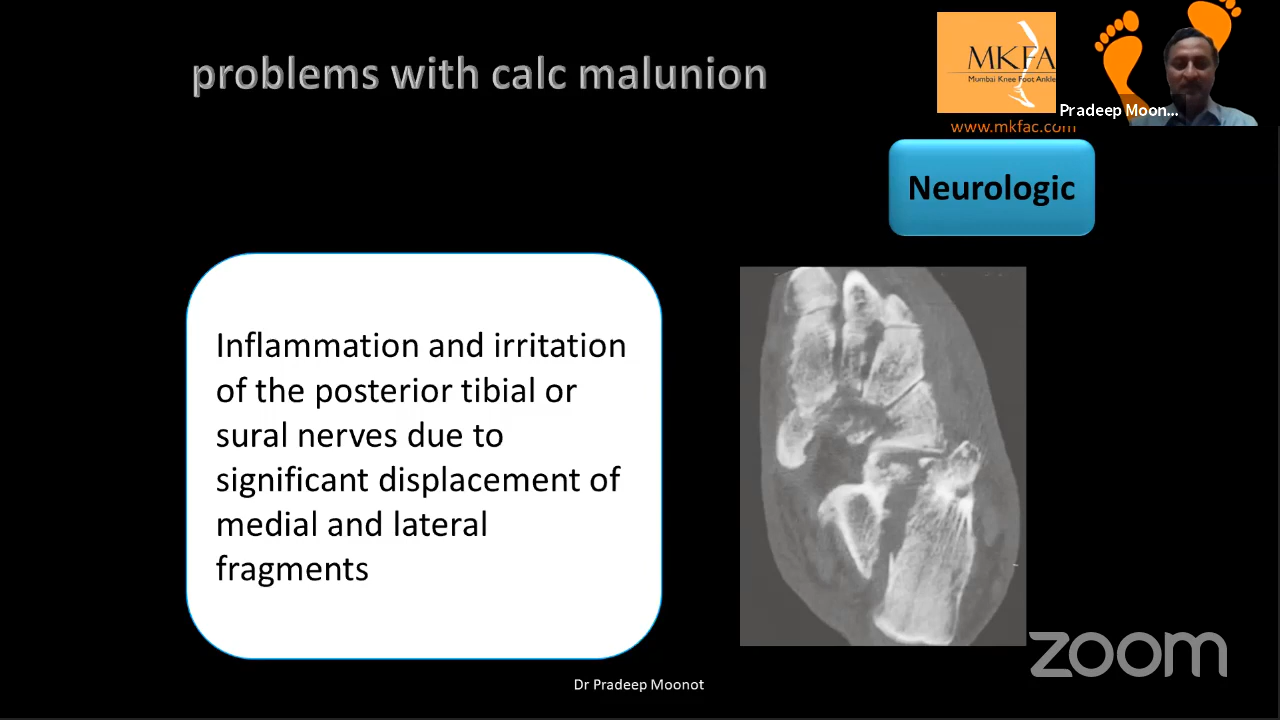 problems with calc malunion
MKFA
Mumbai Knee Foot Ankle
Pradeep Moon...
www.mkfac.com
Neurologic
Inflammation and irritation
of the posterior tibial or
sural nerves due to
significant displacement of
medial and lateral
fragments
zoom
Dr Pradeep Moonot